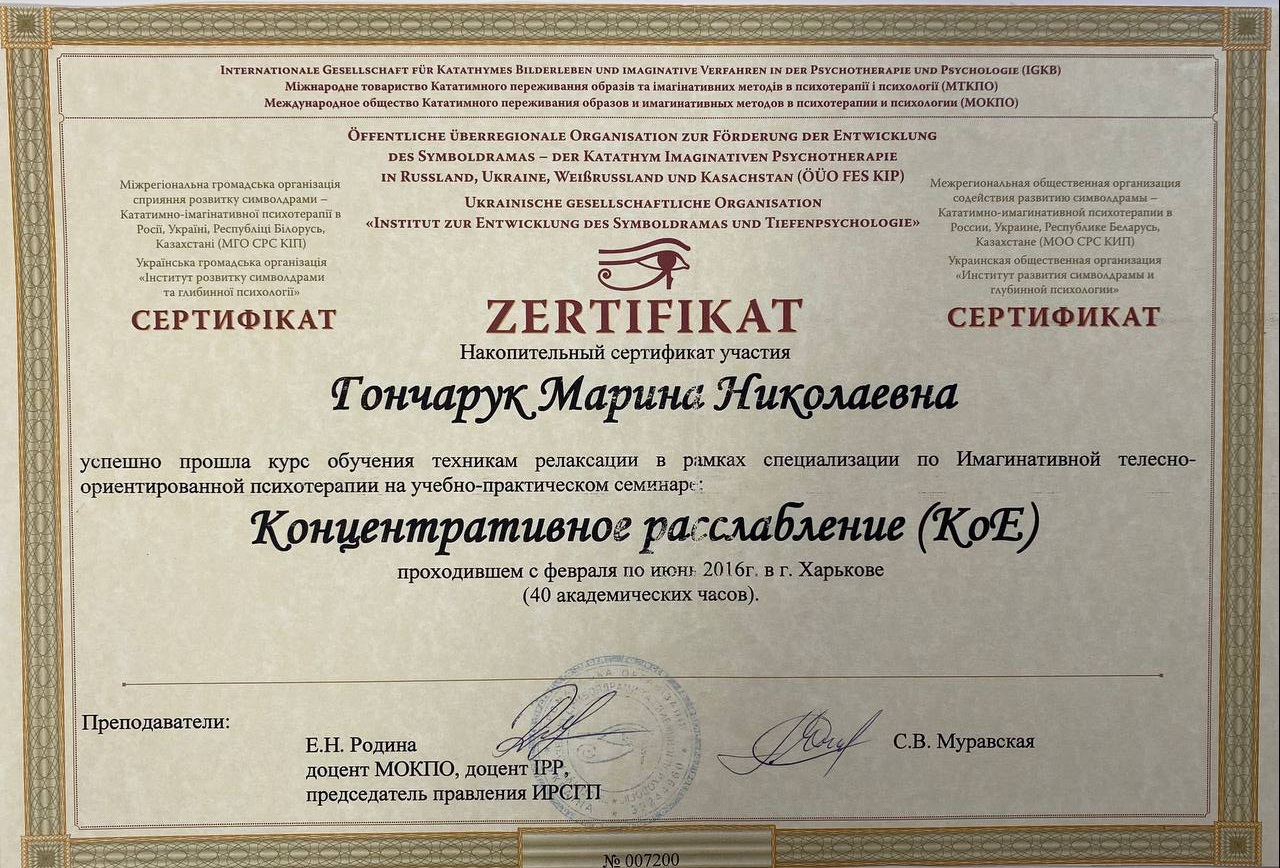 Internationale Gesellschaft für Katathymes Bilderleben und imaginative Verfahren in der Psychotherapie und Psychologie (IGKB)
Міжнародне товариство Кататимного переживання образів та імагінативних методів в психотерапії і психології (МТКПО)
Международное общество Кататимного переживания образов и имагинативных методов в психотерапии и психологии (МОКПО)
Öffentliche überregionale Organisation zur Förderung der Entwicklung
des Symboldramas – der Katathym Imaginativen Psychotherapie
in Russland, Ukraine, Weißrussland und Kasachstan (ÖÜO FES KIP)
Ukrainische gesellschaftliche Organisation
«Institut zur Entwicklung des Symboldramas und Tiefenpsychologie»
Міжрегіональна громадська організація
сприяння розвитку символдрами –
Кататимно-імагінативної психотерапії в
Росії, Україні, Республіці Білорусь,
Казахстані (МГО СРС КІП)
Українська громадська організація
«Інститут розвитку символдрами
та глибинної психології»
СЕРТИФІКАТ
ZERTIFIKAT
Межрегиональная общественная организация
содействия развитию символдрамы –
Кататимно-имагинативной психотерапии в
России, Украине, Республике Беларусь,
Казахстане (МОО СРС КИП)
Украинская общественная организация
«Институт развития символдрамы и
глубинной психологии»
СЕРТИФИКАТ
Накопительный сертификат участия
Гончарук Марина Николаевна
успешно прошла курс обучения техникам релаксации в рамках специализации по Имагинативной телесно-
ориентированной психотерапии на учебно-практическом семинаре:
Концентративное расслабление (КоЕ)
проходившем с февраля по июнь 2016г. в г. Харькове
(40 академических часов).
Преподаватели:
Е.Н. Родина
доцент МОКПО, доцент IPP,
председатель правления ИРСГП
С.В. Муравская
№ 007200